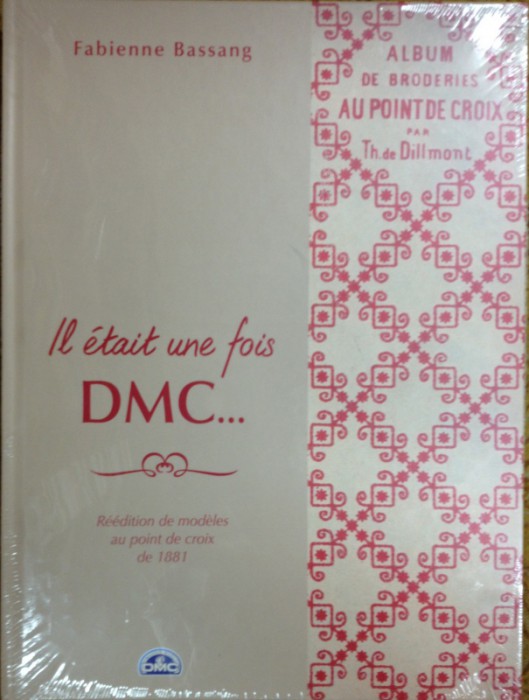 Fabienne Bassang
ALBUM
DE BRODERIES
AU POINT DE CROIX
PAR
Th. de Dillmont
Il était une fois
DMC...
Réédition de modèles
au point de croix
de 1881
DMC